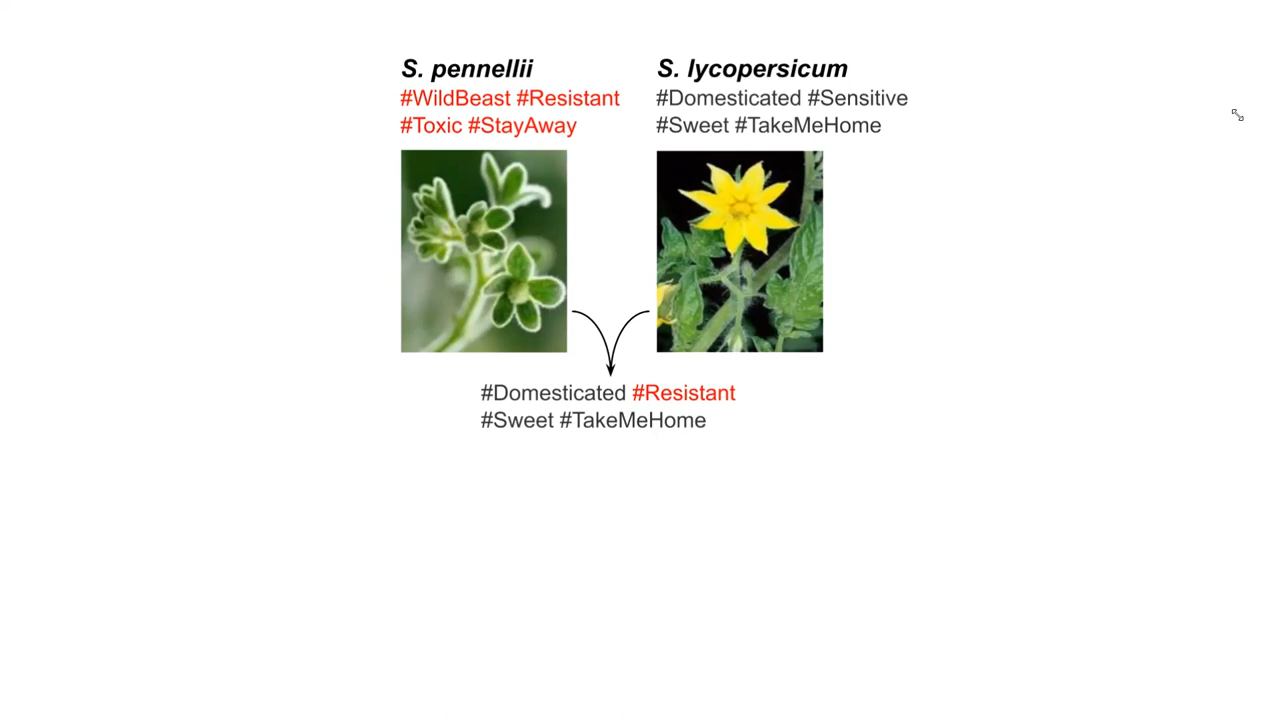 S. pennellii
#WildBeast #Resistant
#Toxic #StayAway
S. lycopersicum
#Domesticated #Sensitive
#Sweet #TakeMeHome
#Domesticated #Resistant
#Sweet #TakeMeHome